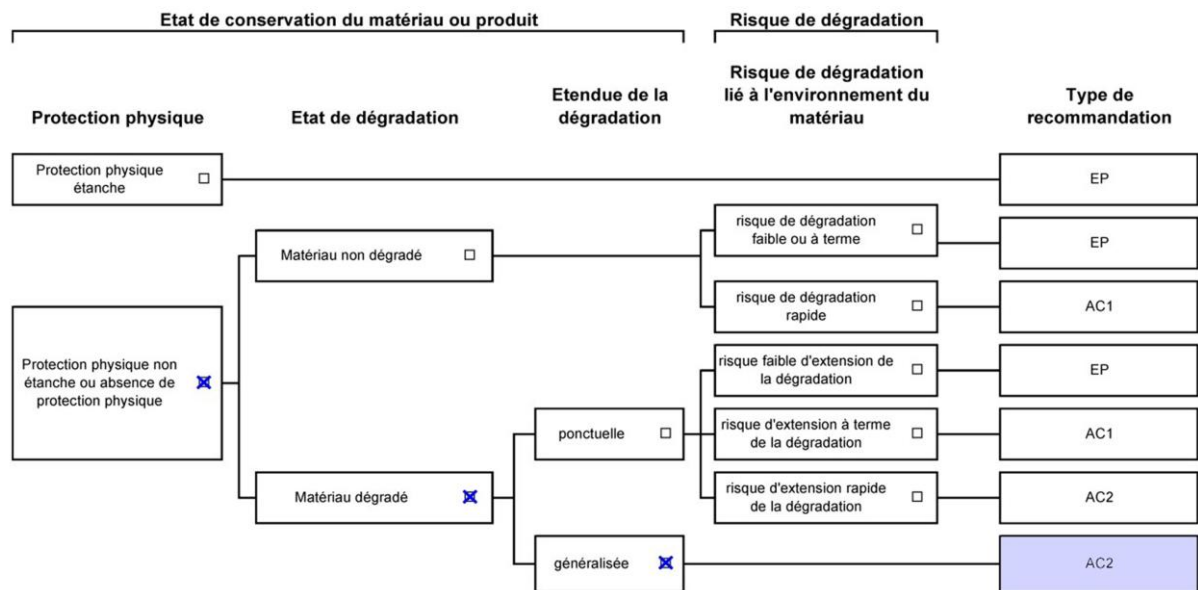 Etat de conservation du matériau ou produit
Risque de dégradation
Protection physique
Etat de dégradation
Etendue de la
dégradation
Risque de dégradation
lié à l'environnement du
matériau
Type de
recommandation
Protection physique
étanche
EP
Matériau non dégradé
risque de dégradation
faible ou à terme
EP
risque de dégradation
rapide
AC1
Protection physique non
étanche ou absence de
protection physique
risque faible d'extension de
la dégradation
EP
ponctuelle
risque d'extension à terme
de la dégradation
AC1
Matériau dégradé
risque d'extension rapide
de la dégradation
AC2
généralisée
AC2